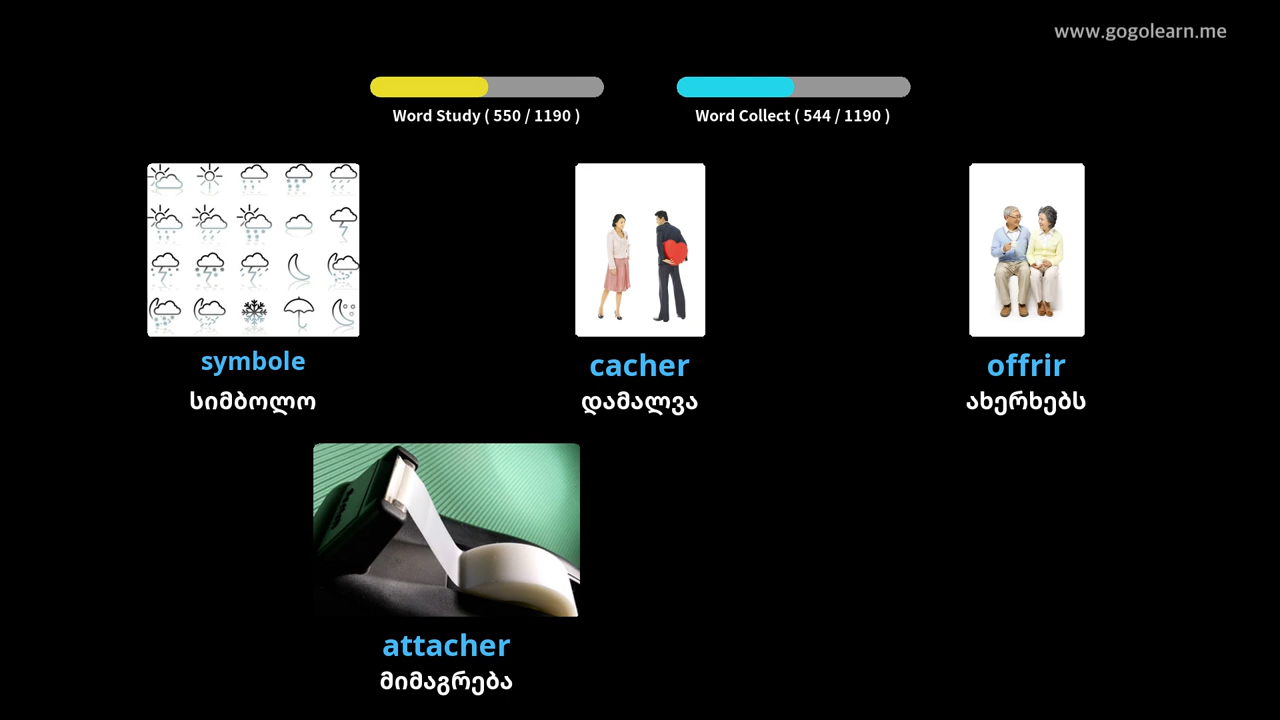 www.gogolearn.me
Word Study ( 550 / 1190 )
Word Collect ( 544 / 1190 )
symbole
სიმბოლო
cacher
დამალვა
offrir
ახერხებს
attacher
მიმაგრება